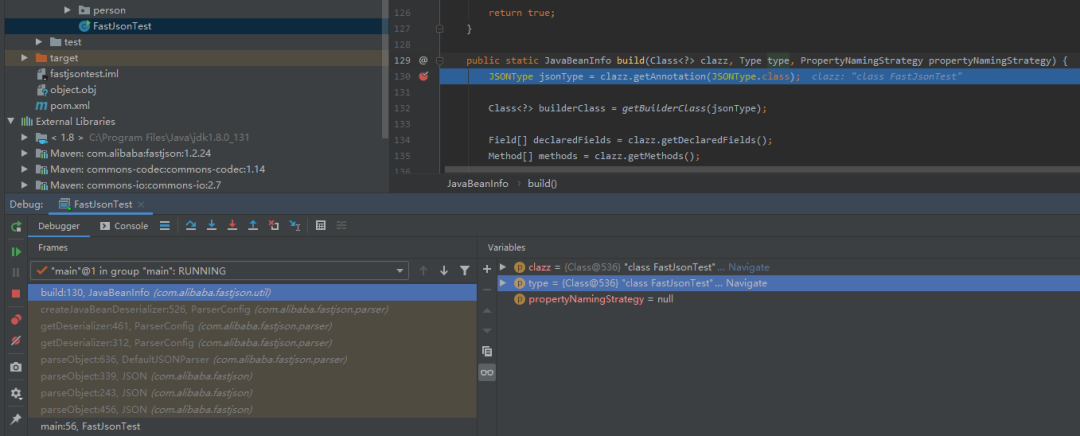 person
FastJsonTest
test
target
fastjsontest.iml
object.obj
pom.xml
External Libraries
< 1.8 > C:\Program Files\Java\jdk1.8.0_131
Maven: com.alibaba:fastjson:1.2.24
Maven: commons-codec:commons-codec:1.14
Maven: commons-io:commons-io:2.7
126
return true;
127 }
128
129 @ public static JavaBeanInfo build(Class<?> clazz, Type type, PropertyNamingStrategy propertyNamingStrategy) {
130 JSONType jsonType = clazz.getAnnotation(JSONType.class); clazz: "class FastJsonTest"
131
132 Class<?> builderClass = getBuilderClass(jsonType);
133
134 Field[] declaredFields = clazz.getDeclaredFields();
135 Method[] methods = clazz.getMethods();
136
JavaBeanInfo › build()
Debug: FastJsonTest ×
Debugger Console
Frames
"main"@1 in group "main": RUNNING
build:130, JavaBeanInfo (com.alibaba.fastjson.util)
createJavaBeanDeserializer:526, ParserConfig (com.alibaba.fastjson.parser)
getDeserializer:461, ParserConfig (com.alibaba.fastjson.parser)
getDeserializer:312, ParserConfig (com.alibaba.fastjson.parser)
parseObject:636, DefaultJSONParser (com.alibaba.fastjson.parser)
parseObject:339, JSON (com.alibaba.fastjson)
parseObject:243, JSON (com.alibaba.fastjson)
parseObject:456, JSON (com.alibaba.fastjson)
main:56, FastJsonTest
Variables
clazz = {Class@536} "class FastJsonTest"... Navigate
type = {Class@536} "class FastJsonTest"... Navigate
propertyNamingStrategy = null